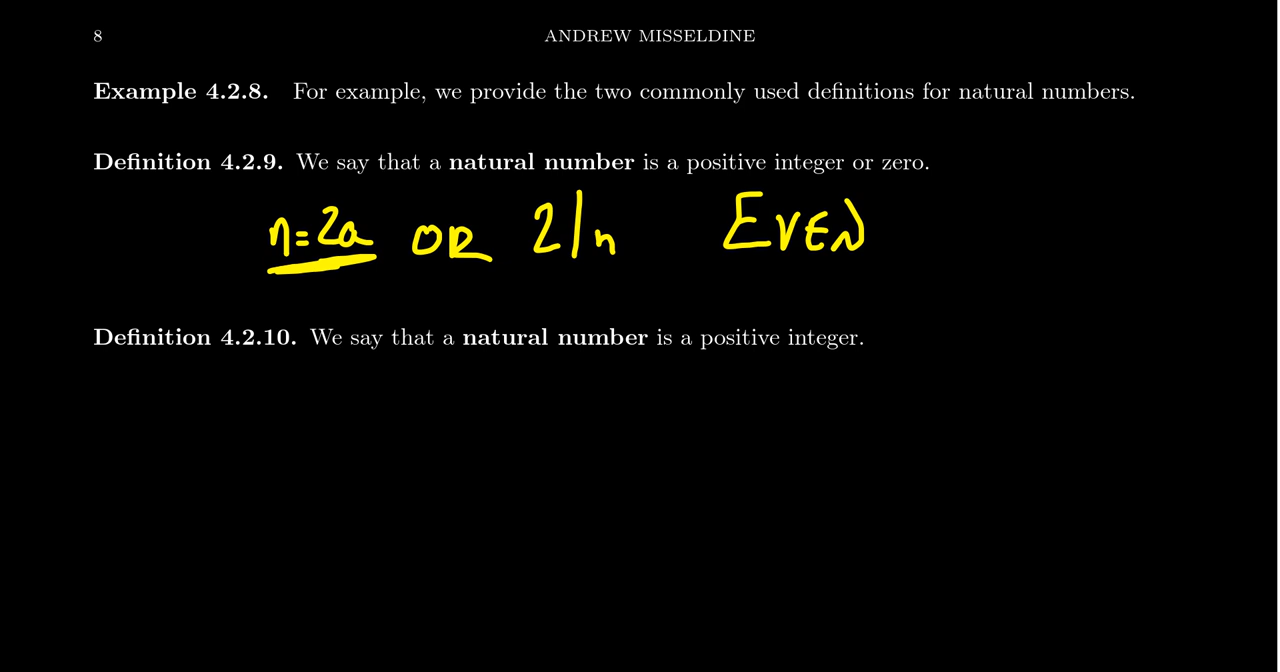 8 ANDREW MISSELDINE
Example 4.2.8. For example, we provide the two commonly used definitions for natural numbers.
Definition 4.2.9. We say that a natural number is a positive integer or zero.
n=2a OR 2|n EVEN
Definition 4.2.10. We say that a natural number is a positive integer.